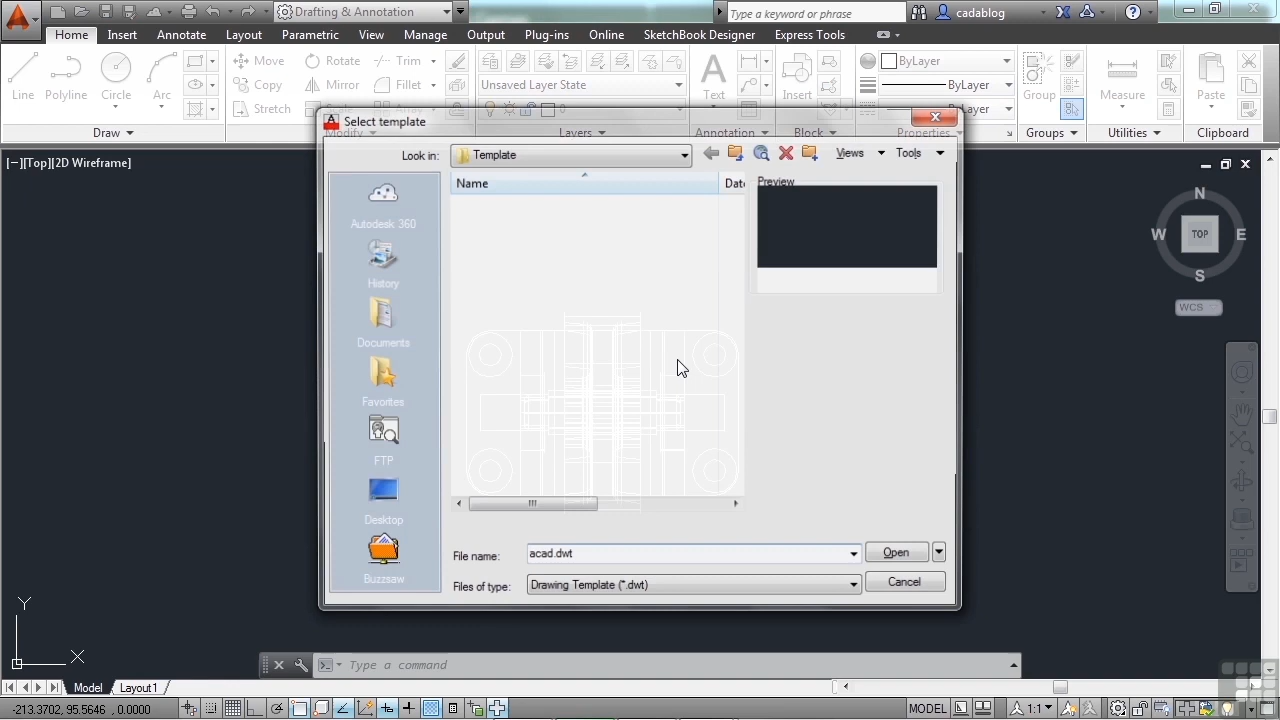 Drafting & Annotation
Type a keyword or phrase
cadablog
Home Insert Annotate Layout Parametric View Manage Output Plug-ins Online SketchBook Designer Express Tools
Line Polyline Circle Arc
Move Rotate Trim
Copy Mirror Fillet
Stretch
Unsaved Layer State
0
Text
Insert
ByLayer
ByLayer
ByLayer
Group
Measure
Paste
Draw Modify Layers Annotation Block Properties Groups Utilities Clipboard
[−][Top][2D Wireframe]
Select template
Look in: Template
Views Tools
Name Date
Preview
Autodesk 360
History
Documents
Favorites
FTP
Desktop
Buzzsaw
File name: acad.dwt
Open
Files of type: Drawing Template (*.dwt)
Cancel
N
W TOP E
S
WCS
Y
X
Type a command
Model Layout1
-213.3702, 95.5646 , 0.0000
MODEL
1:1